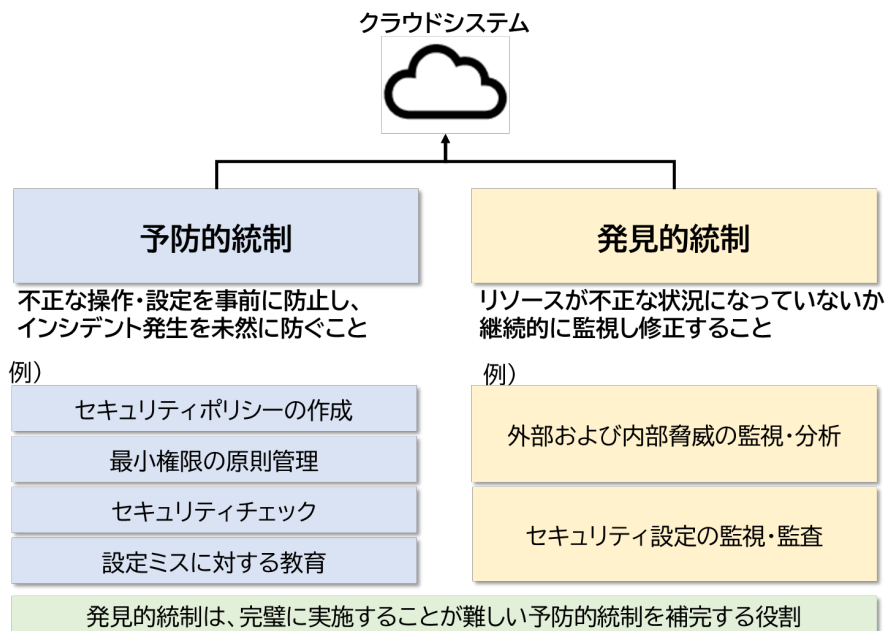 クラウドシステム
予防的統制
発見的統制
不正な操作・設定を事前に防止し、
インシデント発生を未然に防ぐこと
リソースが不正な状況になっていないか
継続的に監視し修正すること
例）
セキュリティポリシーの作成
最小権限の原則管理
セキュリティチェック
設定ミスに対する教育
例）
外部および内部脅威の監視・分析
セキュリティ設定の監視・監査
発見的統制は、完璧に実施することが難しい予防的統制を補完する役割